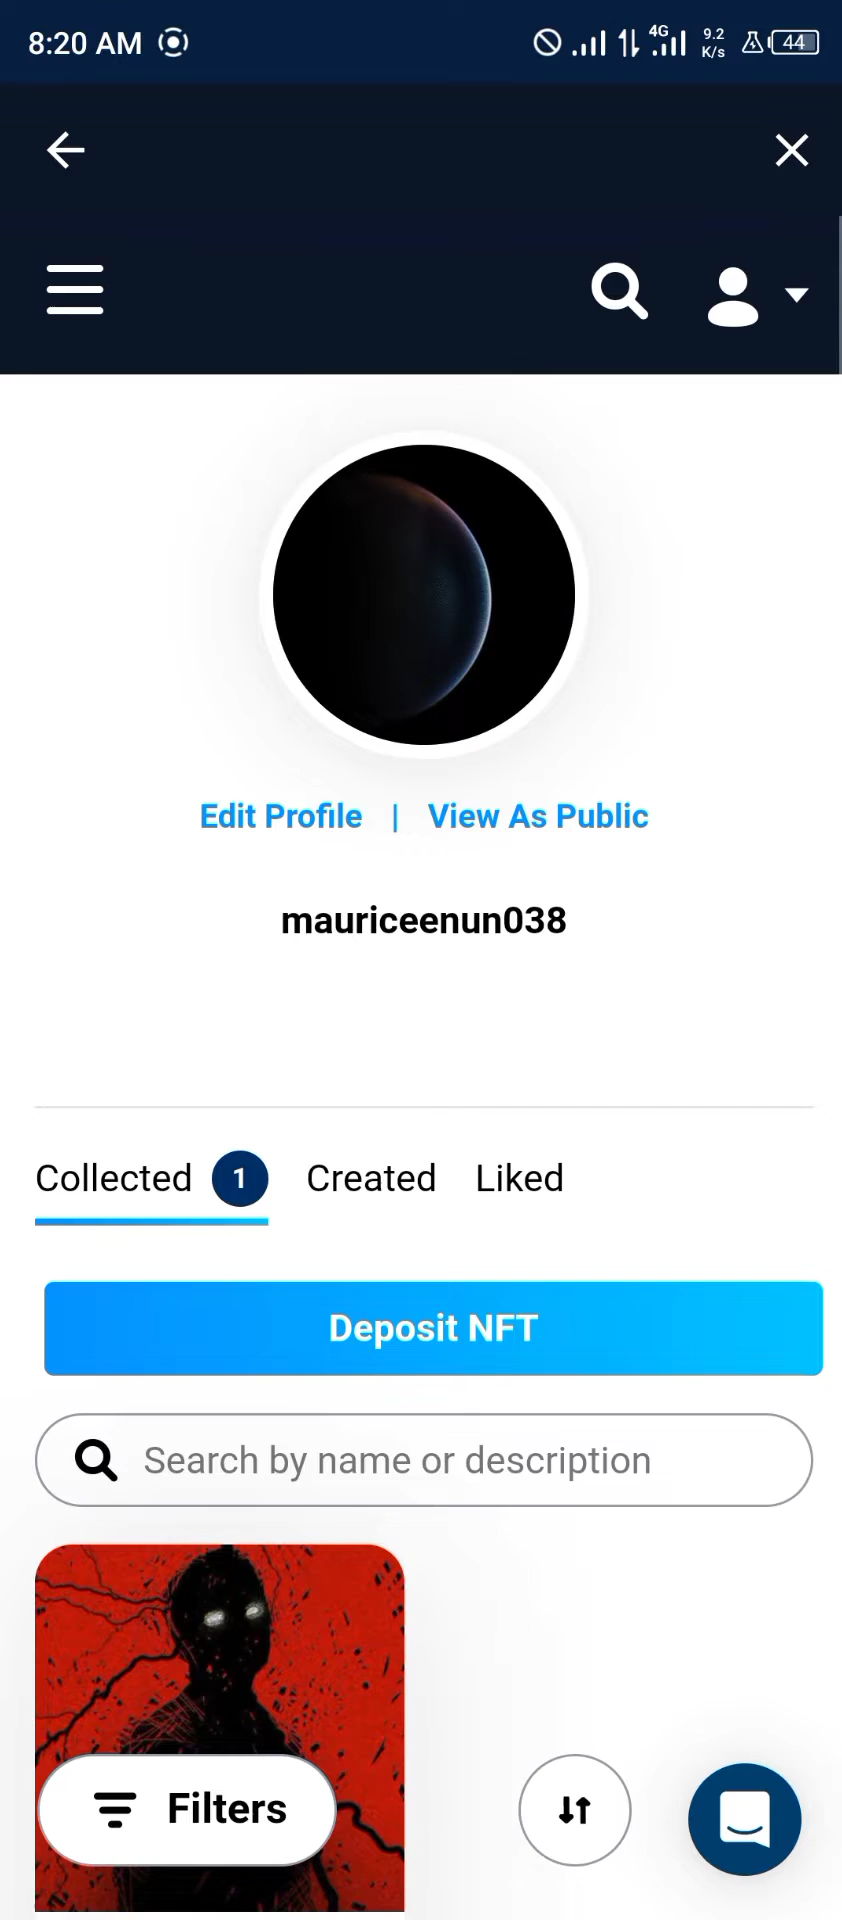 8:20 AM 4G 9.2 K/s 44
Edit Profile | View As Public
mauriceenun038
Collected 1 Created Liked
Deposit NFT
Search by name or description
Filters